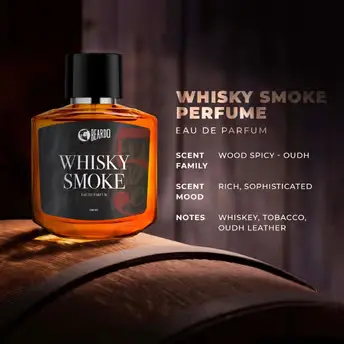 BEARDO
WHISKY
SMOKE
EAU DE PARFUM
WHISKY SMOKE
PERFUME
EAU DE PARFUM
SCENT FAMILY
WOOD SPICY - OUDH
SCENT MOOD
RICH, SOPHISTICATED
NOTES
WHISKEY, TOBACCO,
OUDH LEATHER